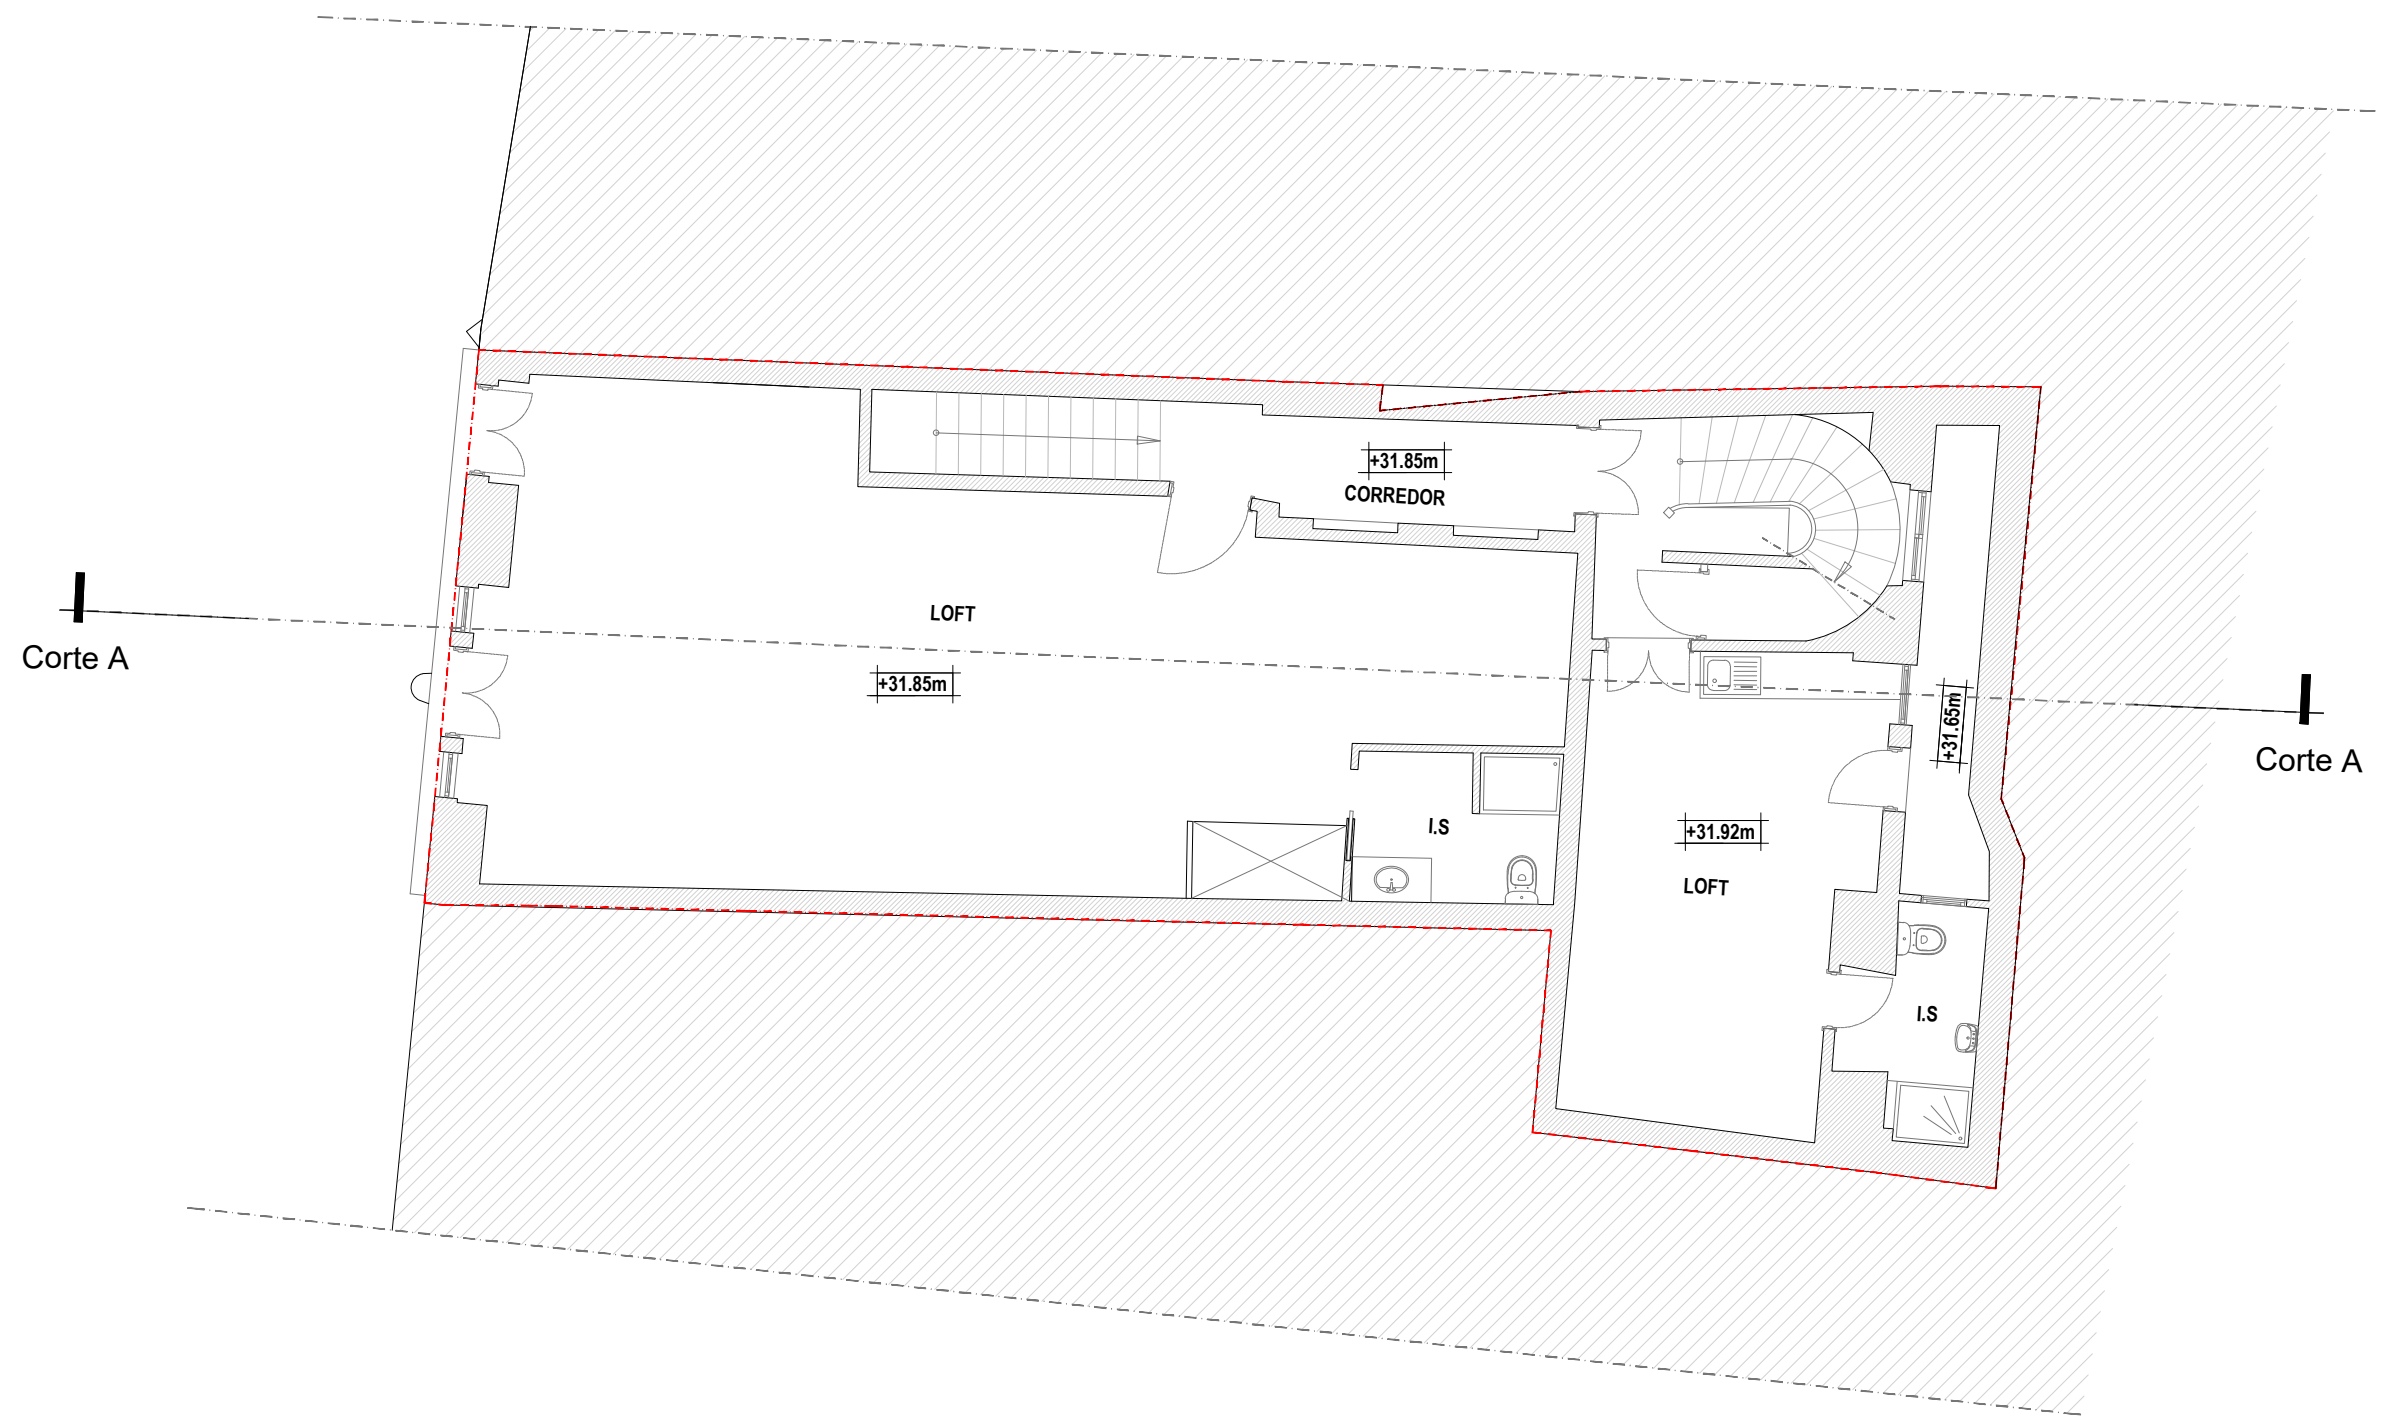 +31.85m
CORREDOR
LOFT
Corte A
+31.85m
+31.65m
Corte A
I.S
+31.92m
LOFT
I.S